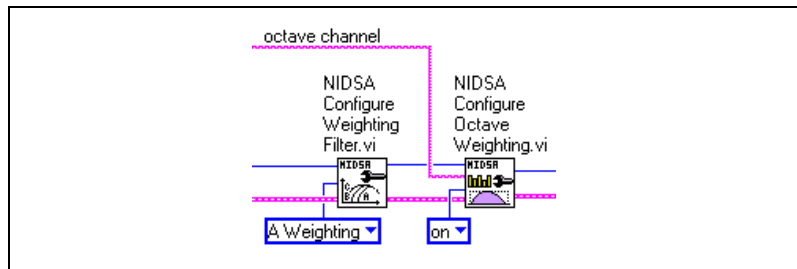 octave channel
NIDSA
Configure
Weighting
Filter.vi
NIDSA
Configure
Octave
Weighting.vi
NIDSA
C
B
A
NIDSA
A Weighting
on